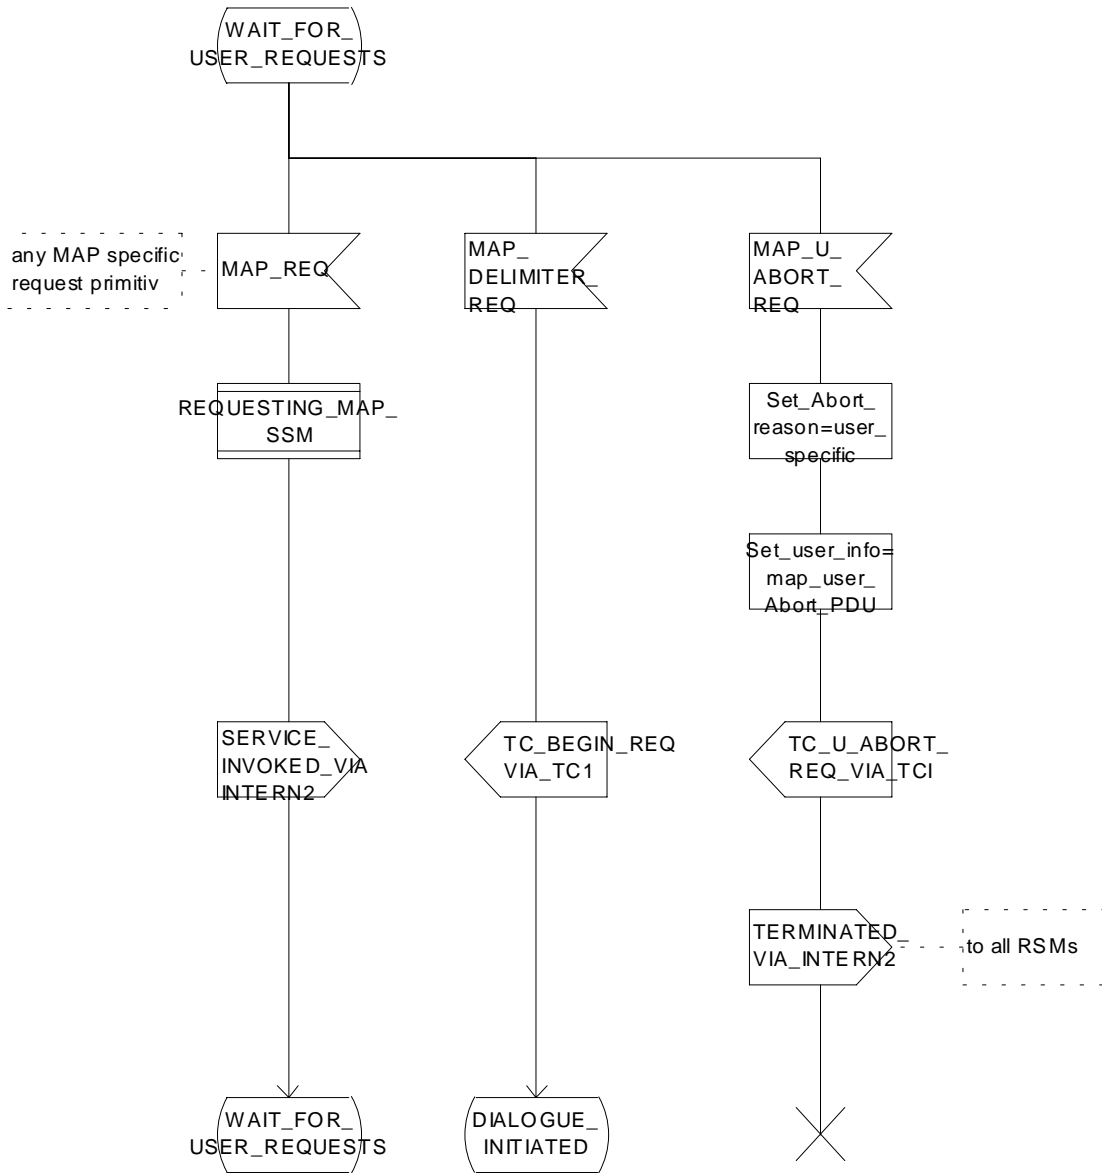 WAIT_FOR_
USER_REQUESTS
any MAP specific
request primitiv
MAP_REQ
MAP_
DELIMITER_
REQ
MAP_U_
ABORT_
REQ
REQUESTING_MAP_
SSM
Set_Abort_
reason=user_
specific
Set_user_info=
map_user_
Abort_PDU
SERVICE_
INVOKED_VIA
INTERN2
TC_BEGIN_REQ
VIA_TC1
TC_U_ABORT_
REQ_VIA_TCI
TERMINATED_
VIA_INTERN2
to all RSMs
WAIT_FOR_
USER_REQUESTS
DIALOGUE_
INITIATED